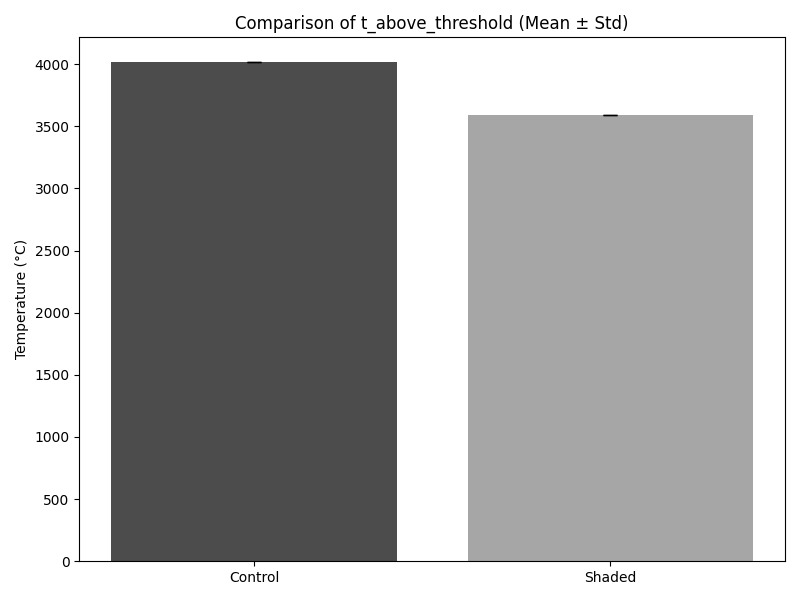 Comparison of t_above_threshold (Mean ± Std)
Temperature (°C)
4000
3500
3000
2500
2000
1500
1000
500
0
Control
Shaded